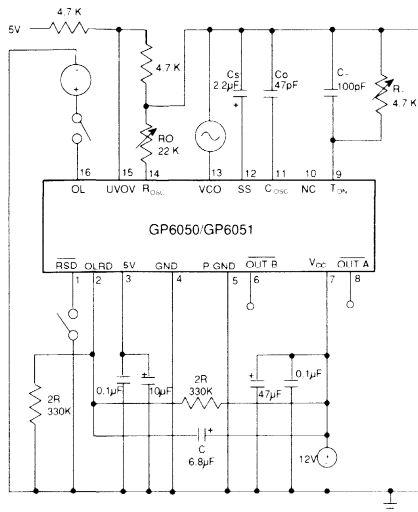 4.7 K
5V
4.7 K
Cs
2.2µF
+
Co
47pF
C-
100pF
R-
4.7 K
RO
22 K
-
+
16
15
14
13
12
11
10
9
OL
UVOV
ROSC
VCO
SS
COSC
NC
TON
GP6050/GP6051
RSD
OLRD
5V
GND
P GND
OUT B
VCC
OUT A
1
2
3
4
5
6
7
8
2R
330K
0.1µF
+
10µF
2R
330K
+
47µF
0.1µF
C
+
6.8µF
12V